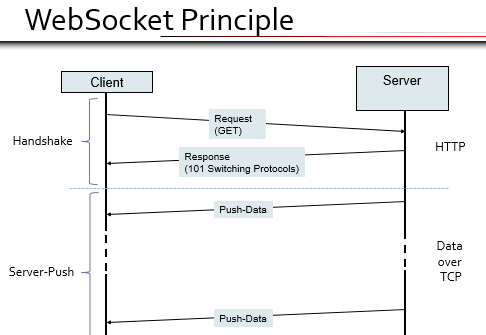 WebSocket Principle
Client
Server
Handshake
Request
(GET)
HTTP
Response
(101 Switching Protocols)
Push-Data
Server-Push
Data
over
TCP
Push-Data